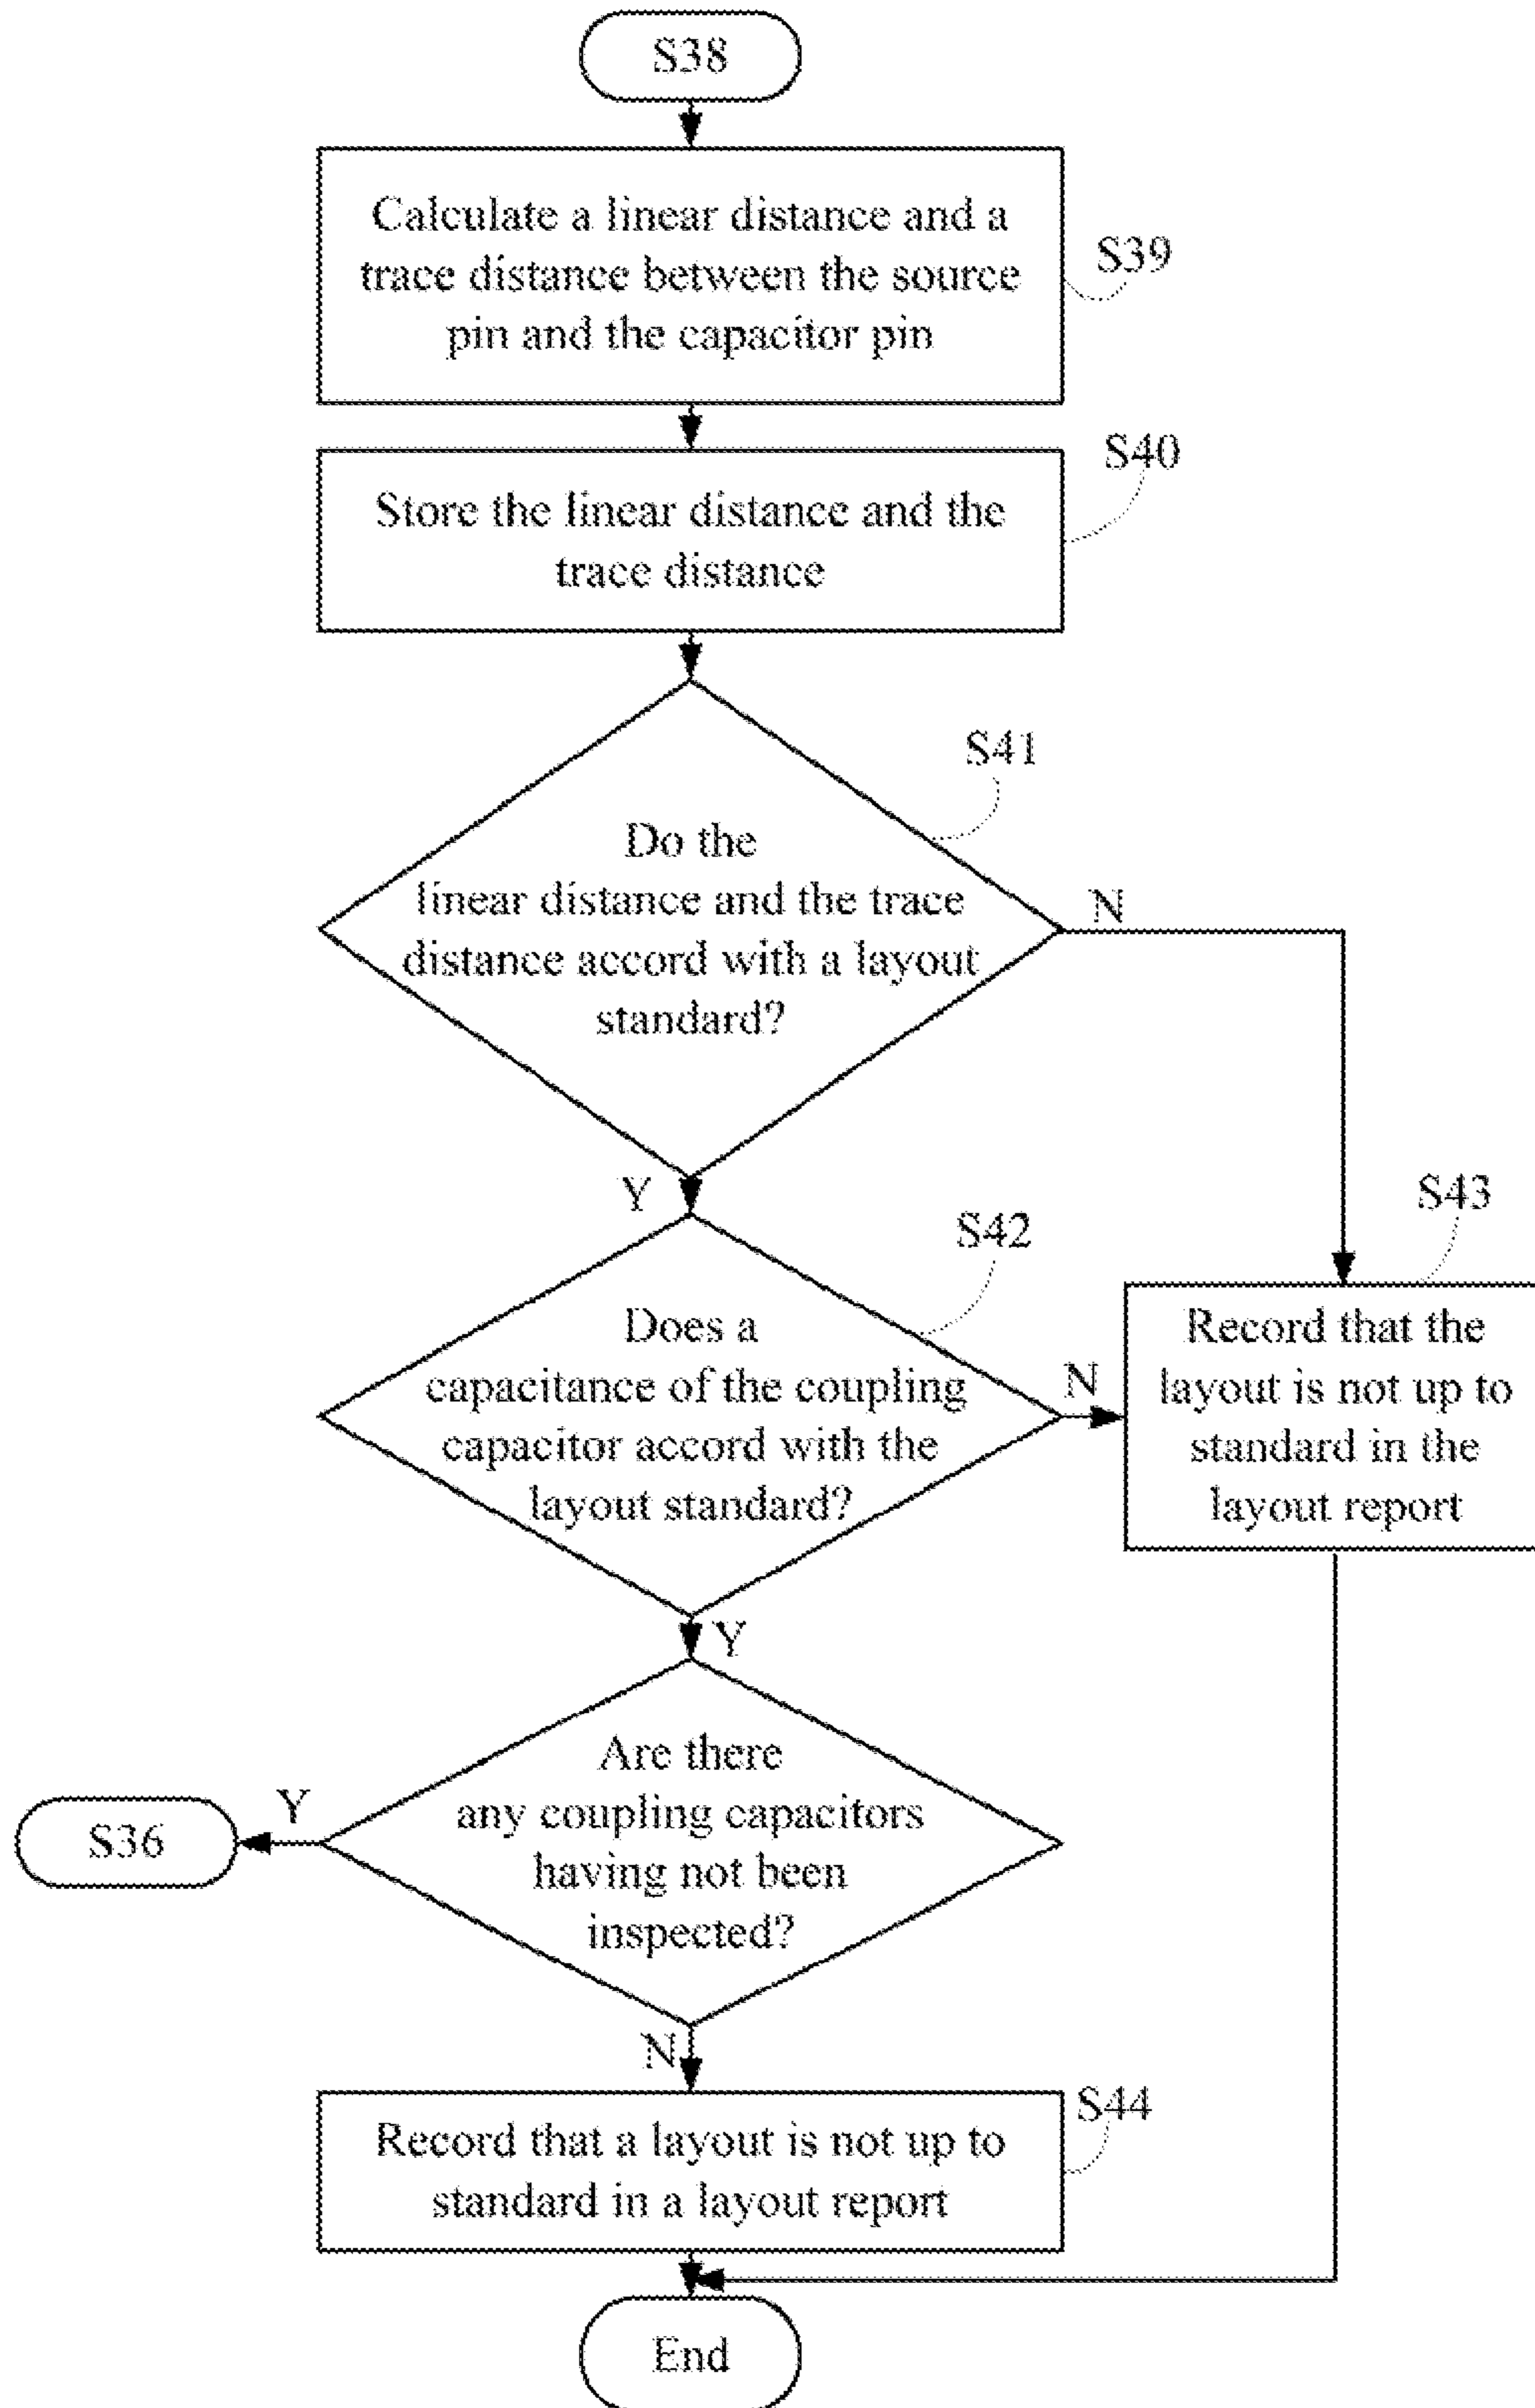 S38
Calculate a linear distance and a
trace distance between the source
pin and the capacitor pin
S39
S40
Store the linear distance and the
trace distance
S41
Do the
linear distance and the trace
distance accord with a layout
standard?
N
Y
S42
S43
Does a
capacitance of the coupling
capacitor accord with the
layout standard?
N
Record that the
layout is not up to
standard in the
layout report
Y
Are there
any coupling capacitors
having not been
inspected?
Y
S36
N
S44
Record that a layout is not up to
standard in a layout report
End